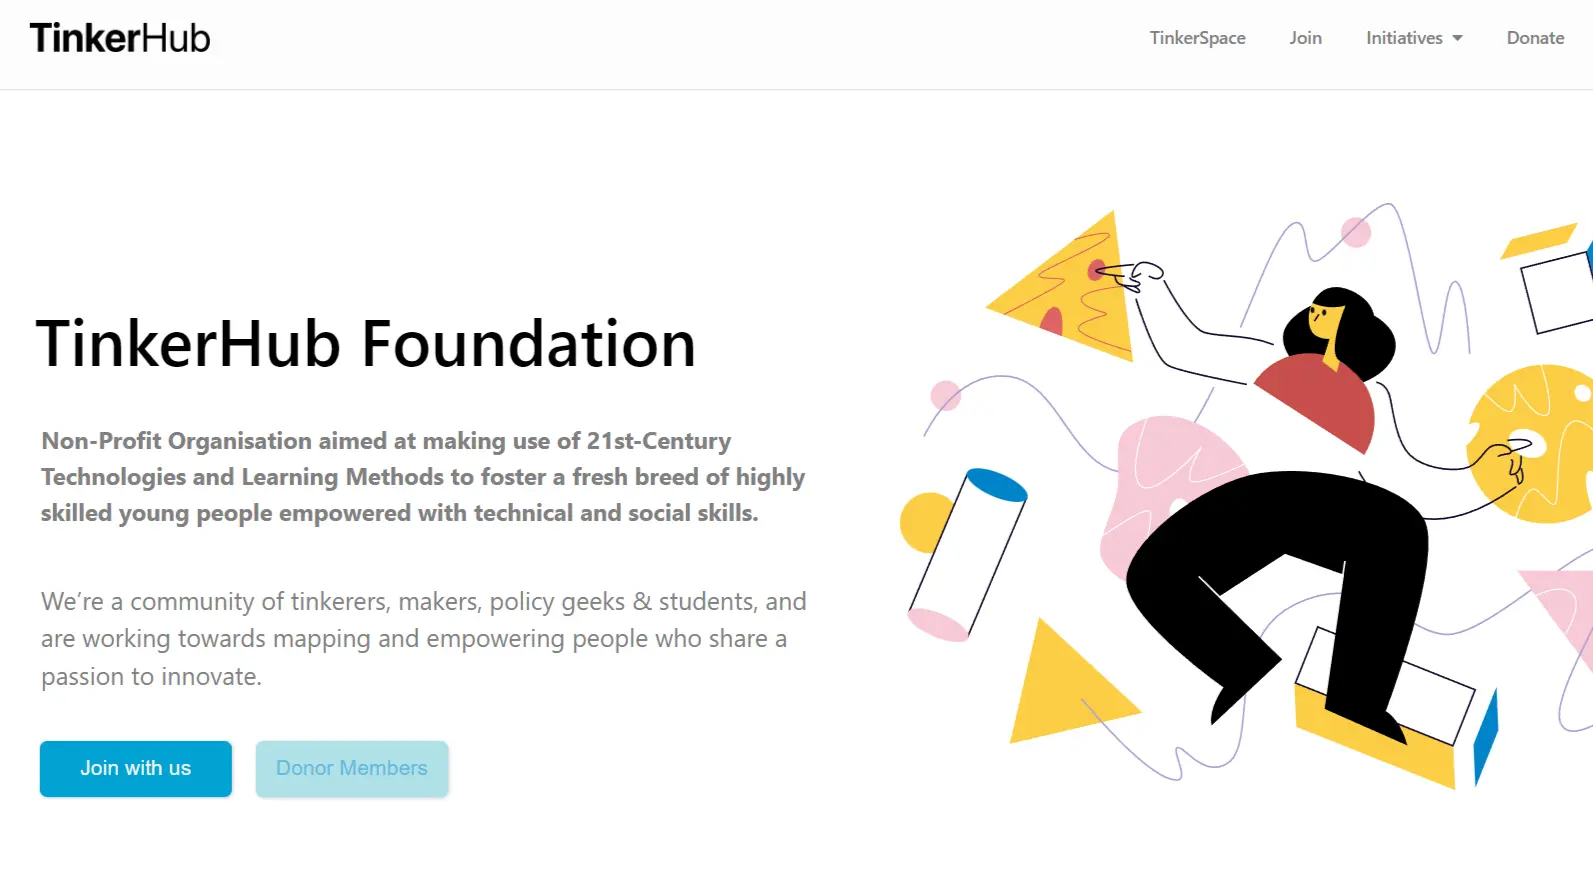 TinkerHub
TinkerSpace
Join
Initiatives
Donate
TinkerHub Foundation
Non-Profit Organisation aimed at making use of 21st-Century
Technologies and Learning Methods to foster a fresh breed of highly
skilled young people empowered with technical and social skills.
We’re a community of tinkerers, makers, policy geeks & students, and
are working towards mapping and empowering people who share a
passion to innovate.
Join with us
Donor Members